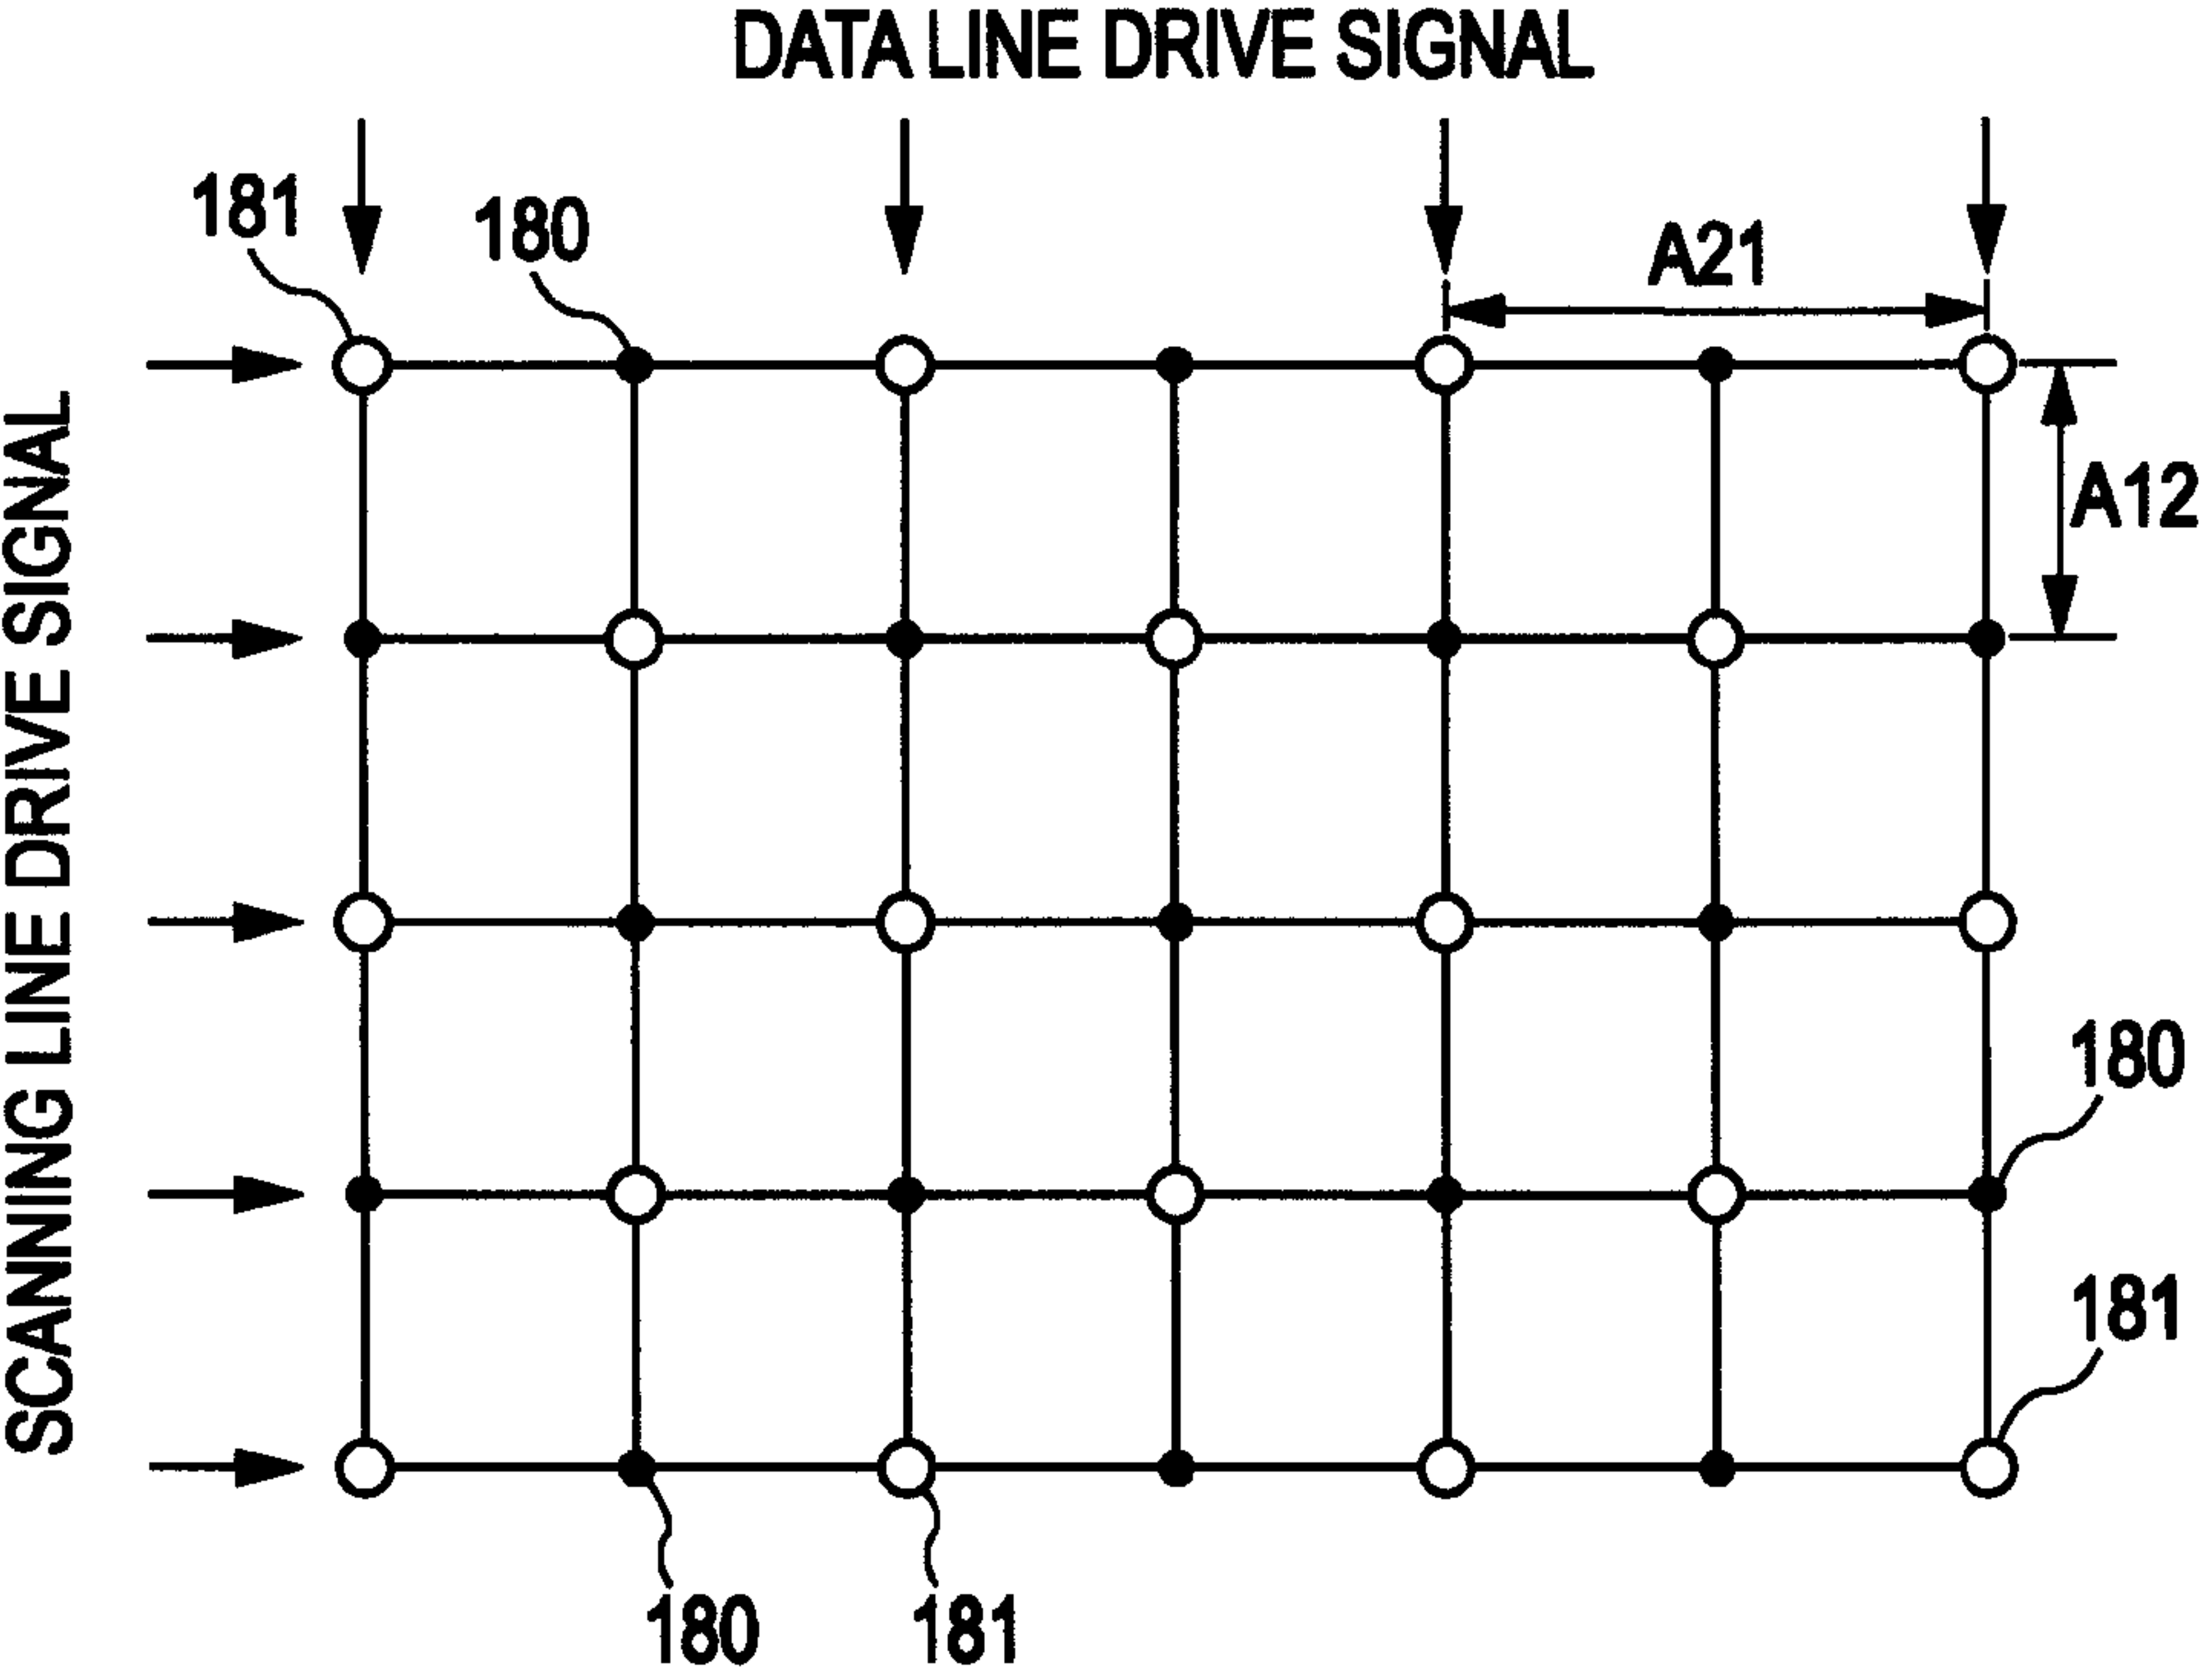 DATA LINE DRIVE SIGNAL
181
180
A21
A12
SCANNING LINE DRIVE SIGNAL
180
181
180
181